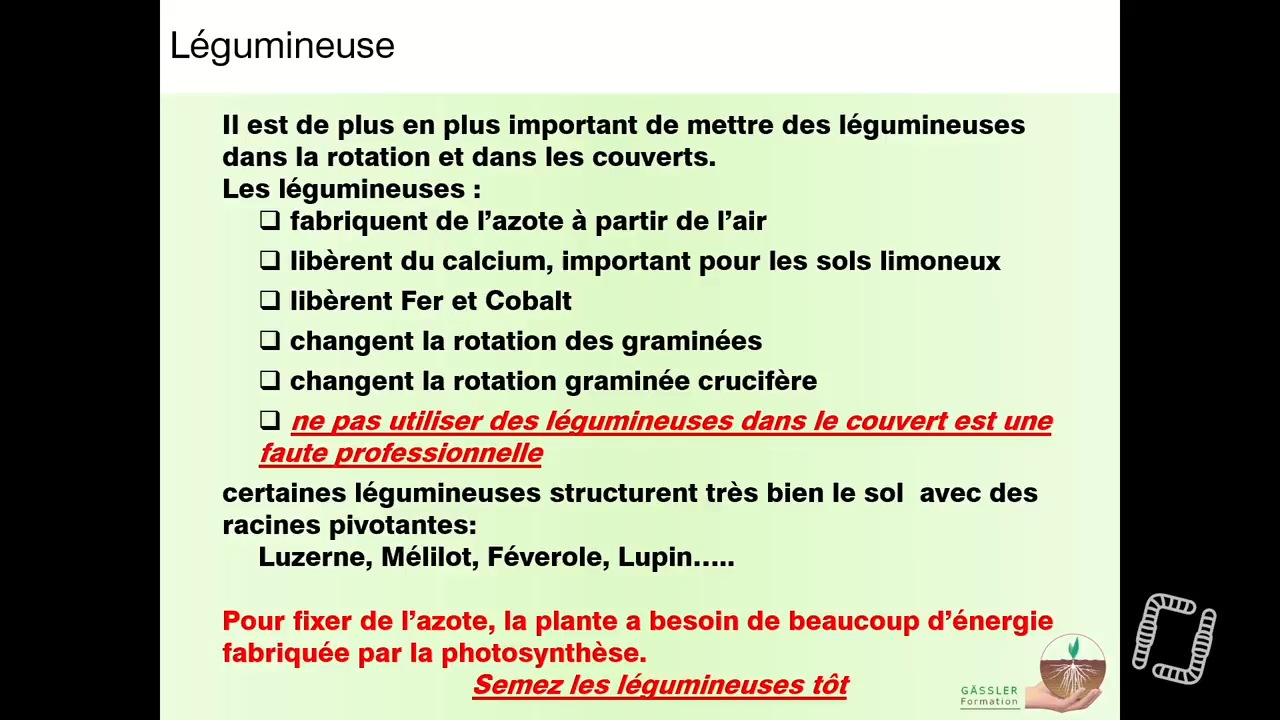 Légumineuse
Il est de plus en plus important de mettre des légumineuses
dans la rotation et dans les couverts.
Les légumineuses :
❑ fabriquent de l’azote à partir de l’air
❑ libèrent du calcium, important pour les sols limoneux
❑ libèrent Fer et Cobalt
❑ changent la rotation des graminées
❑ changent la rotation graminée crucifère
❑ ne pas utiliser des légumineuses dans le couvert est une
faute professionnelle
certaines légumineuses structurent très bien le sol avec des
racines pivotantes:
Luzerne, Mélilot, Féverole, Lupin…..
Pour fixer de l’azote, la plante a besoin de beaucoup d’énergie
fabriquée par la photosynthèse.
Semez les légumineuses tôt
GÄSSLER
Formation